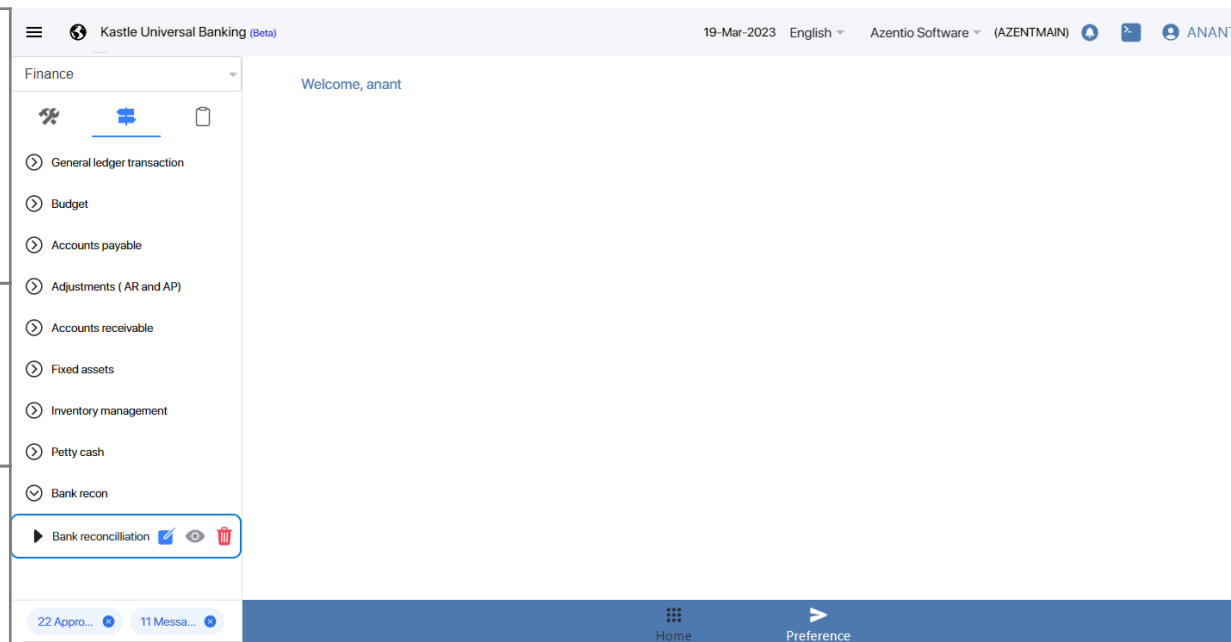 Kastle Universal Banking (Beta)
19-Mar-2023 English Azentio Software (AZENTMAIN) ANANT
Finance
Welcome, anant
General ledger transaction
Budget
Accounts payable
Adjustments ( AR and AP)
Accounts receivable
Fixed assets
Inventory management
Petty cash
Bank recon
Bank reconcilliation
22 Appro... 11 Messa...
Home Preference